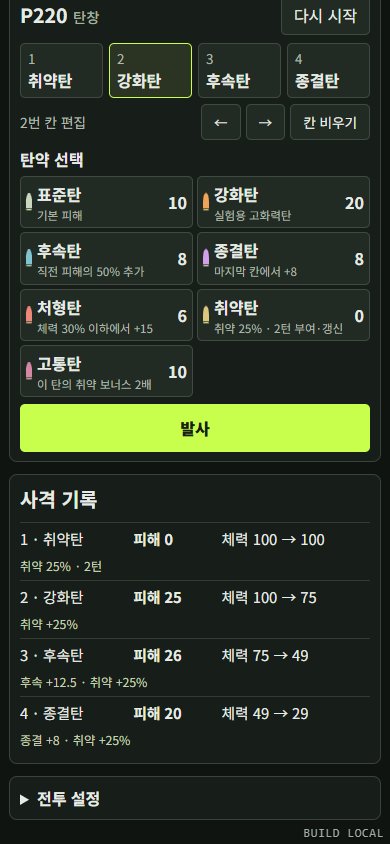 P220 탄창
다시 시작
1 2 3 4
취약탄 강화탄 후속탄 종결탄
2번 칸 편집 ← → 칸 비우기
탄약 선택
표준탄 10 강화탄 20
기본 피해 실험용 고화력탄
후속탄 8 종결탄 8
직전 피해의 50% 추가 마지막 칸에서 +8
처형탄 6 취약탄 0
체력 30% 이하에서 +15 취약 25% · 2턴 부여·갱신
고통탄 10
이 탄의 취약 보너스 2배
발사
사격 기록
1 · 취약탄 피해 0 체력 100 → 100
취약 25% · 2턴
2 · 강화탄 피해 25 체력 100 → 75
취약 +25%
3 · 후속탄 피해 26 체력 75 → 49
후속 +12.5 · 취약 +25%
4 · 종결탄 피해 20 체력 49 → 29
종결 +8 · 취약 +25%
▶ 전투 설정
BUILD LOCAL